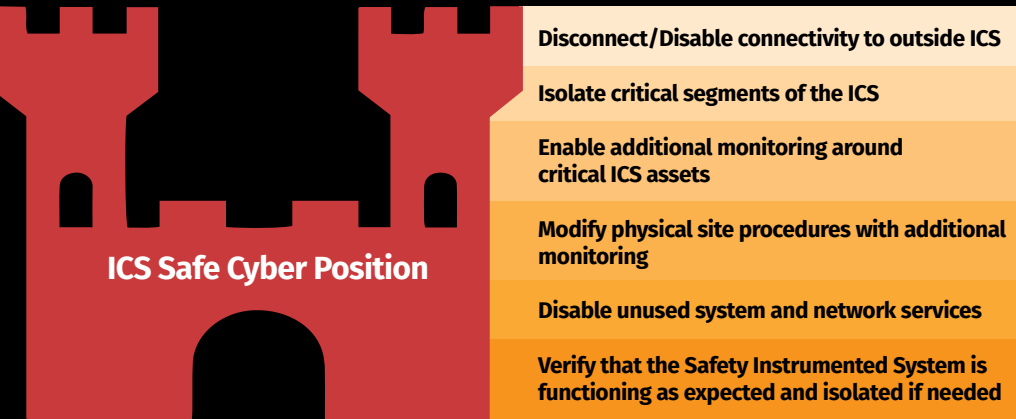 ICS Safe Cyber Position
Disconnect/Disable connectivity to outside ICS
Isolate critical segments of the ICS
Enable additional monitoring around
critical ICS assets
Modify physical site procedures with additional
monitoring
Disable unused system and network services
Verify that the Safety Instrumented System is
functioning as expected and isolated if needed